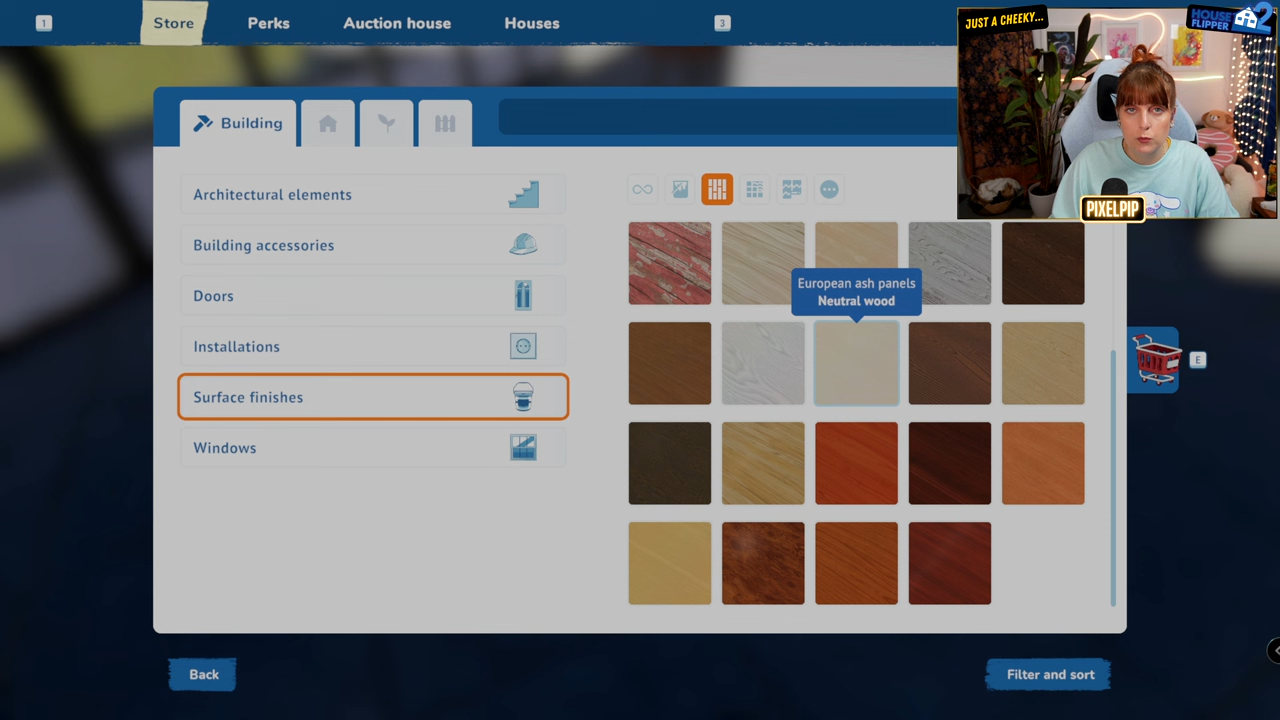 1
Store
Perks
Auction house
Houses
3
JUST A CHEEKY...
HOUSE
FLIPPER 2
PIXELPIP
Building
Architectural elements
Building accessories
Doors
Installations
Surface finishes
Windows
European ash panels
Neutral wood
E
Back
Filter and sort